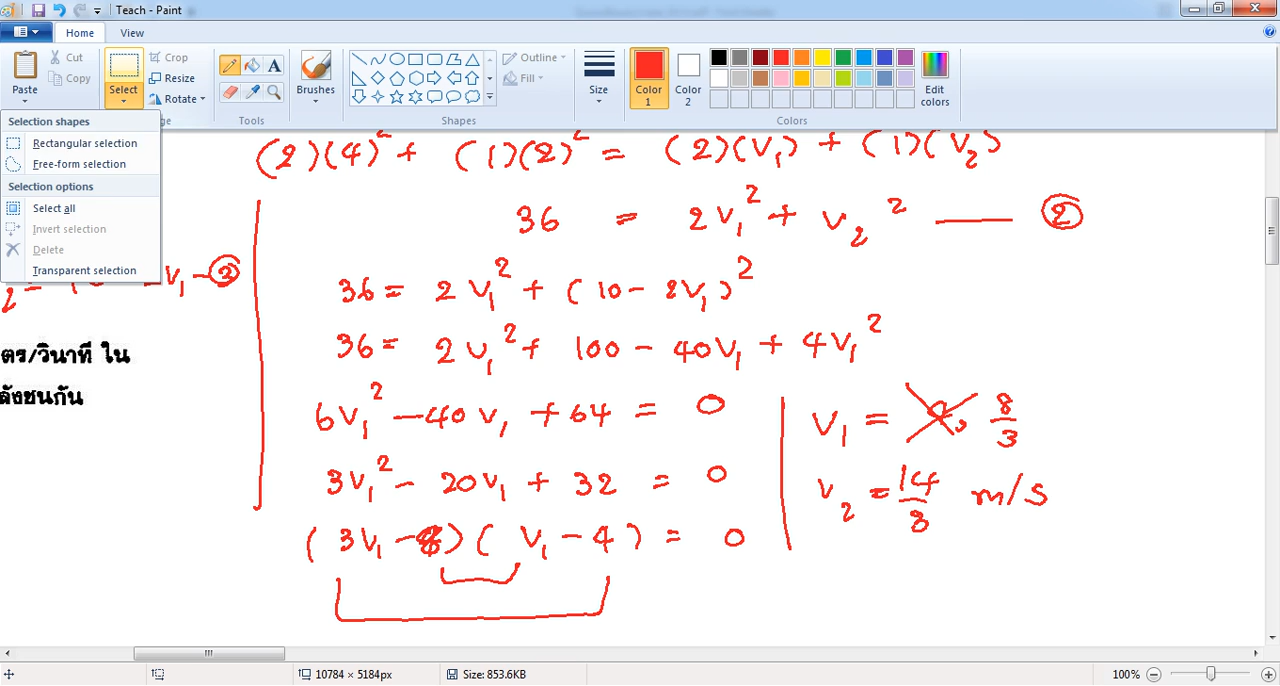 Teach - Paint
Home View
Paste
Cut
Copy
Select
Crop
Resize
Rotate
Brushes
Outline
Fill
Size
Color 1
Color 2
Edit colors
Tools
Shapes
Colors
Selection shapes
Rectangular selection
Free-form selection
Selection options
Select all
Invert selection
Delete
Transparent selection
(2)(4)² + (1)(2)² = (2)(V₁) + (1)(V₂)
36 = 2V₁² + V₂² —— ②
V₁ – ③
36 = 2V₁² + (10 - 2V₁)²
36 = 2V₁² + 100 - 40V₁ + 4V₁²
6V₁² - 40V₁ + 64 = 0
3V₁² - 20V₁ + 32 = 0
(3V₁ - 8)(V₁ - 4) = 0
V₁ = 8/3
V₂ = 14/3 m/s
ตร/วินาที ใน
ลังชนกัน
10784 × 5184px
Size: 853.6KB
100%